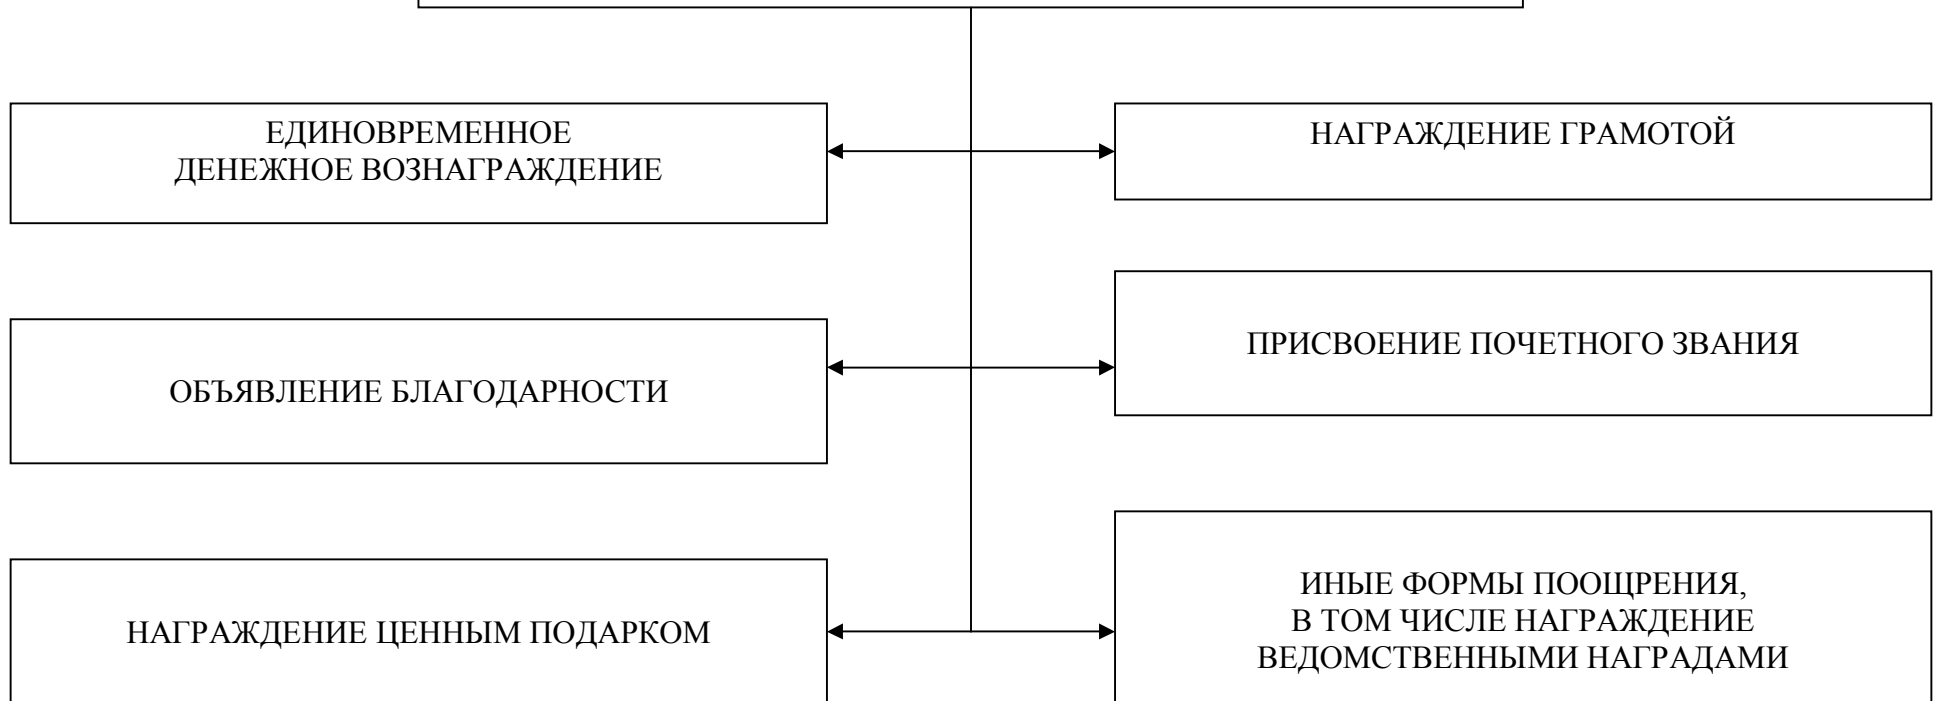 ЕДИНОВРЕМЕННОЕ
ДЕНЕЖНОЕ ВОЗНАГРАЖДЕНИЕ
НАГРАЖДЕНИЕ ГРАМОТОЙ
ОБЪЯВЛЕНИЕ БЛАГОДАРНОСТИ
ПРИСВОЕНИЕ ПОЧЕТНОГО ЗВАНИЯ
НАГРАЖДЕНИЕ ЦЕННЫМ ПОДАРКОМ
ИНЫЕ ФОРМЫ ПООЩРЕНИЯ,
В ТОМ ЧИСЛЕ НАГРАЖДЕНИЕ
ВЕДОМСТВЕННЫМИ НАГРАДАМИ